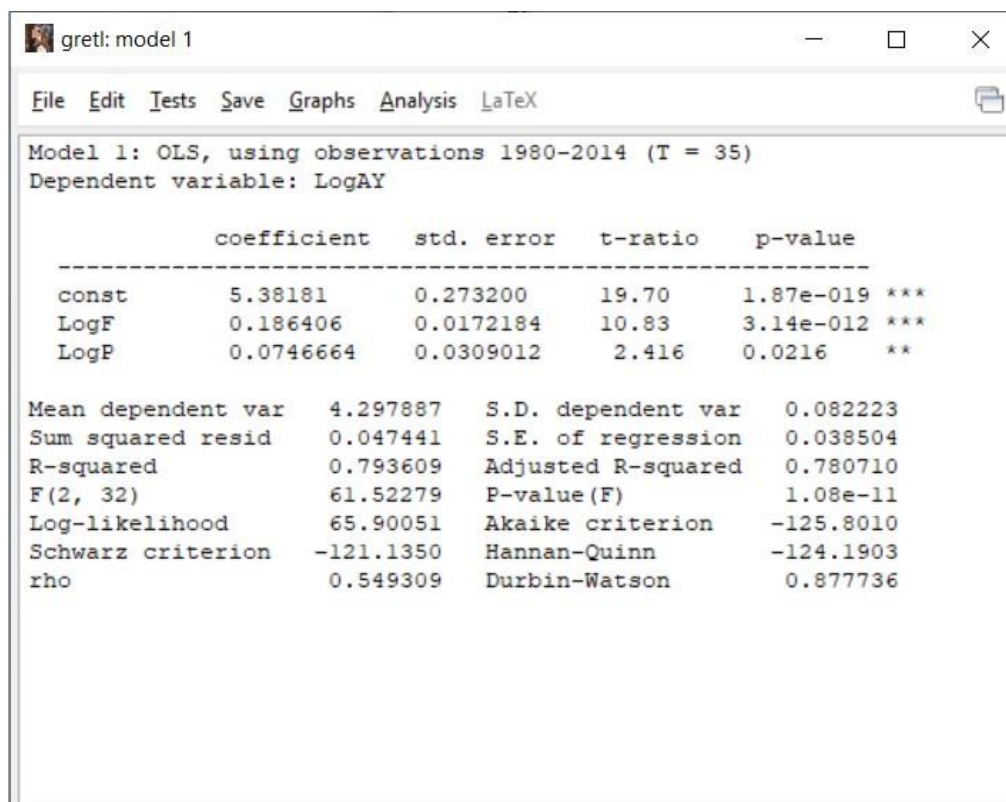 gretl: model 1
File Edit Tests Save Graphs Analysis LaTeX
Model 1: OLS, using observations 1980-2014 (T = 35)
Dependent variable: LogAY
coefficient std. error t-ratio p-value
---------------------------------------------------------
const 5.38181 0.273200 19.70 1.87e-019 ***
LogF 0.186406 0.0172184 10.83 3.14e-012 ***
LogP 0.0746664 0.0309012 2.416 0.0216 **
Mean dependent var 4.297887 S.D. dependent var 0.082223
Sum squared resid 0.047441 S.E. of regression 0.038504
R-squared 0.793609 Adjusted R-squared 0.780710
F(2, 32) 61.52279 P-value(F) 1.08e-11
Log-likelihood 65.90051 Akaike criterion -125.8010
Schwarz criterion -121.1350 Hannan-Quinn -124.1903
rho 0.549309 Durbin-Watson 0.877736